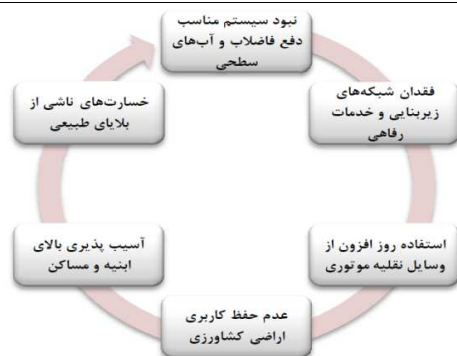 نبود سیستم مناسب
دفع فاضلاب و آب‌های
سطحی
فقدان شبکه‌های
زیربنایی و خدمات
رفاهی
استفاده روز افزون از
وسایل نقلیه موتوری
عدم حفظ کاربری
اراضی کشاورزی
آسیب پذیری بالای
ابنیه و مساکن
خسارت‌های ناشی از
بلایای طبیعی